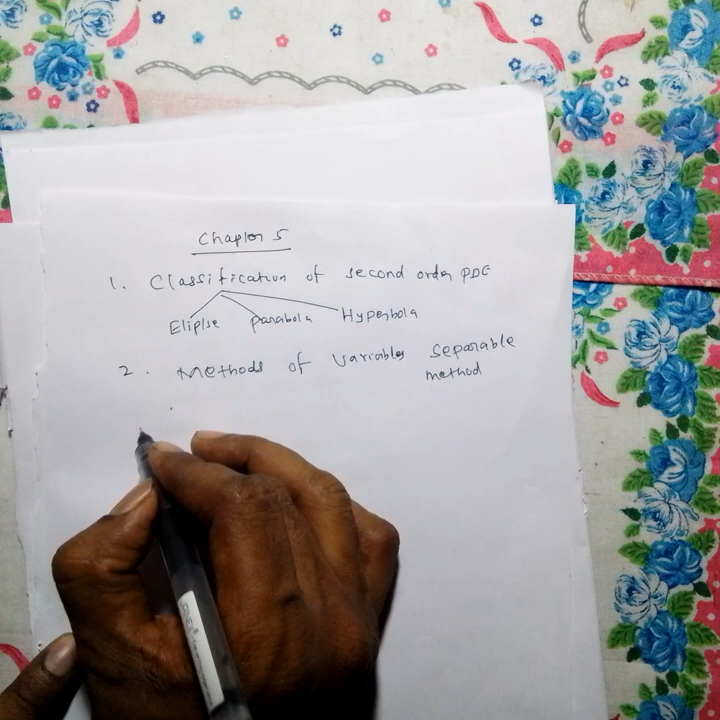 Chapter 5
1. Classification of second order PDE
Eliplse parabola Hyperbola
2. Methods of Variables separable
method